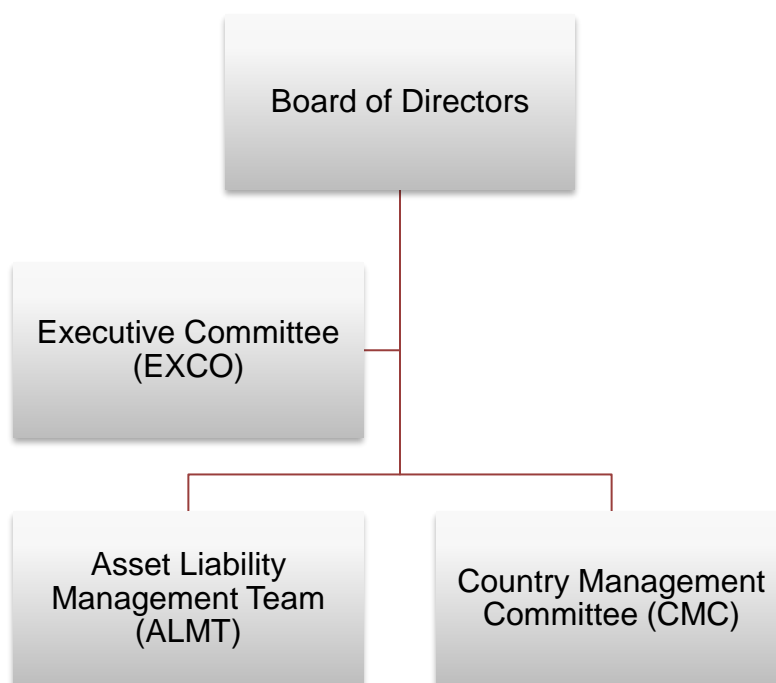 Board of Directors
Executive Committee
(EXCO)
Asset Liability
Management Team
(ALMT)
Country Management
Committee (CMC)